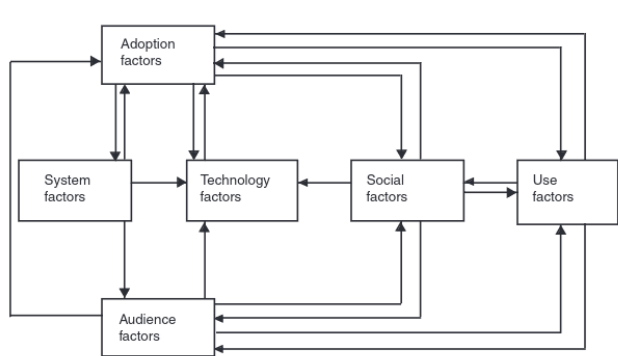 Adoption
factors
System
factors
Technology
factors
Social
factors
Use
factors
Audience
factors